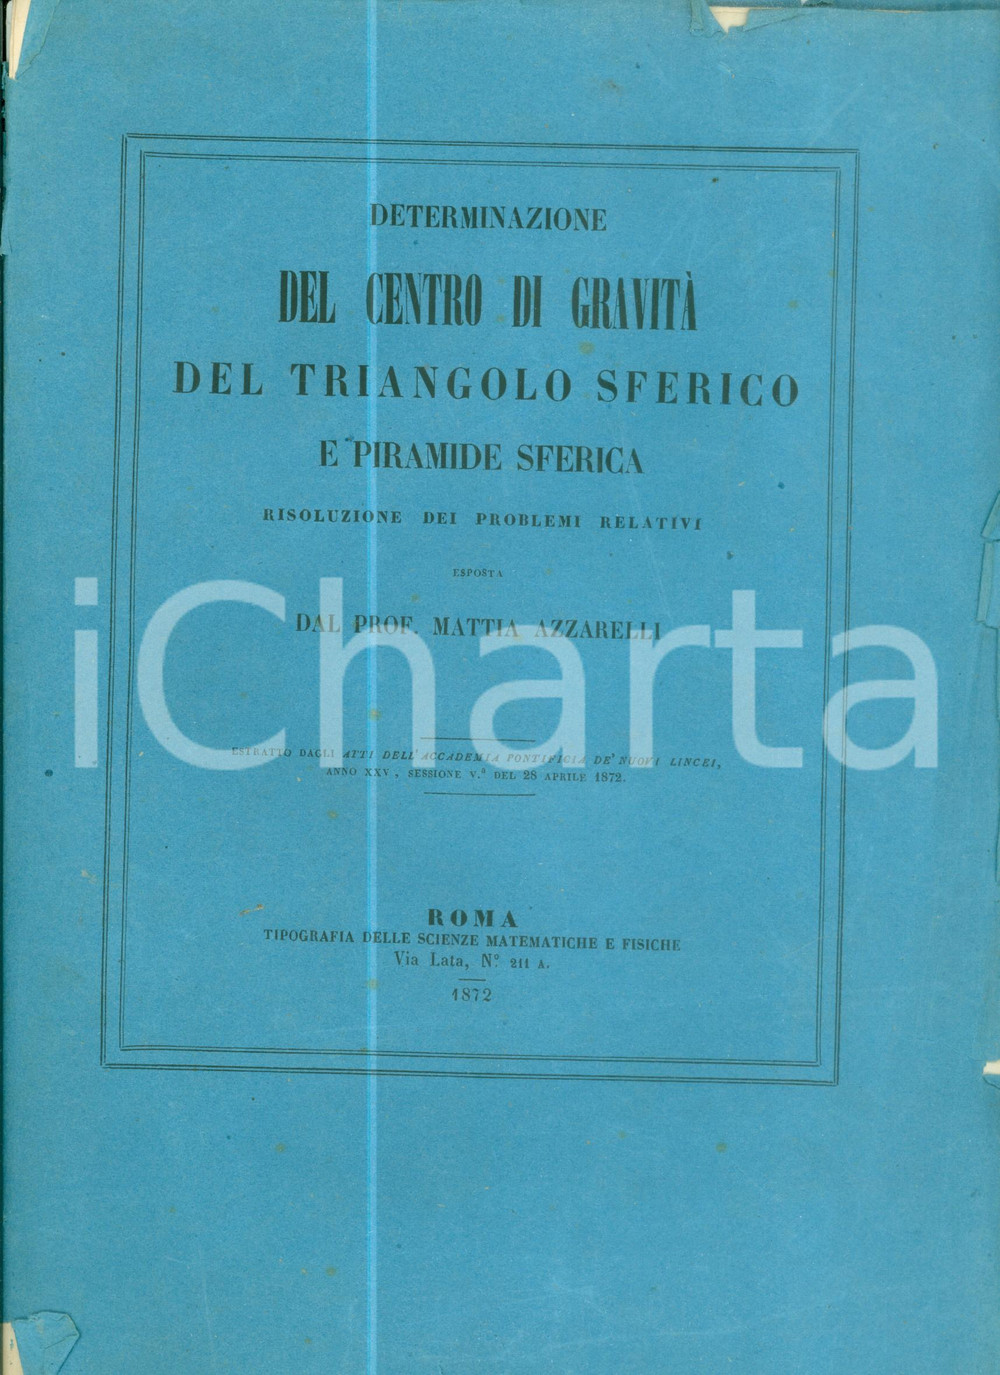 DETERMINAZIONE
DEL CENTRO DI GRAVITÀ
DEL TRIANGOLO SFERICO
E PIRAMIDE SFERICA
RISOLUZIONE DEI PROBLEMI RELATIVI
ESPOSTA
DAL PROF. MATTIA AZZARELLI
iCharta
ESTRATTO DAGLI ATTI DELL'ACCADEMIA PONTIFICIA DE' NUOVI LINCEI,
ANNO XXV, SESSIONE V.ª DEL 28 APRILE 1872.
ROMA
TIPOGRAFIA DELLE SCIENZE MATEMATICHE E FISICHE
Via Lata, N.° 211 A.
1872